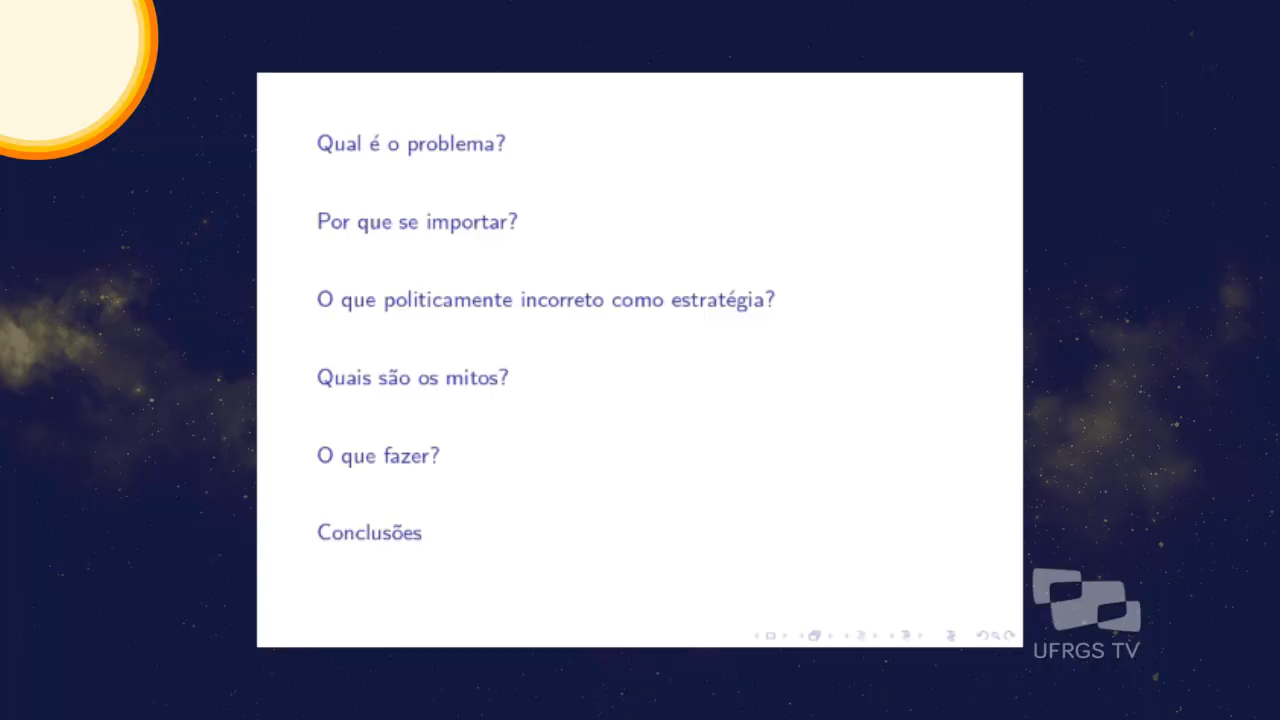 Qual é o problema?
Por que se importar?
O que politicamente incorreto como estratégia?
Quais são os mitos?
O que fazer?
Conclusões
UFRGS TV